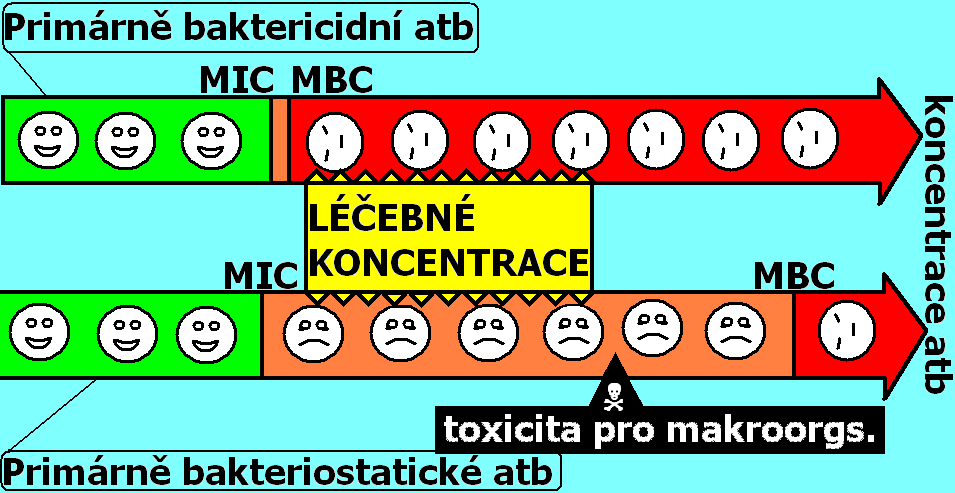 Primárně baktericidní atb
MIC MBC
LÉČEBNÉ
KONCENTRACE
MIC
MBC
koncentrace atb
toxicita pro makroorgs.
Primárně bakteriostatické atb